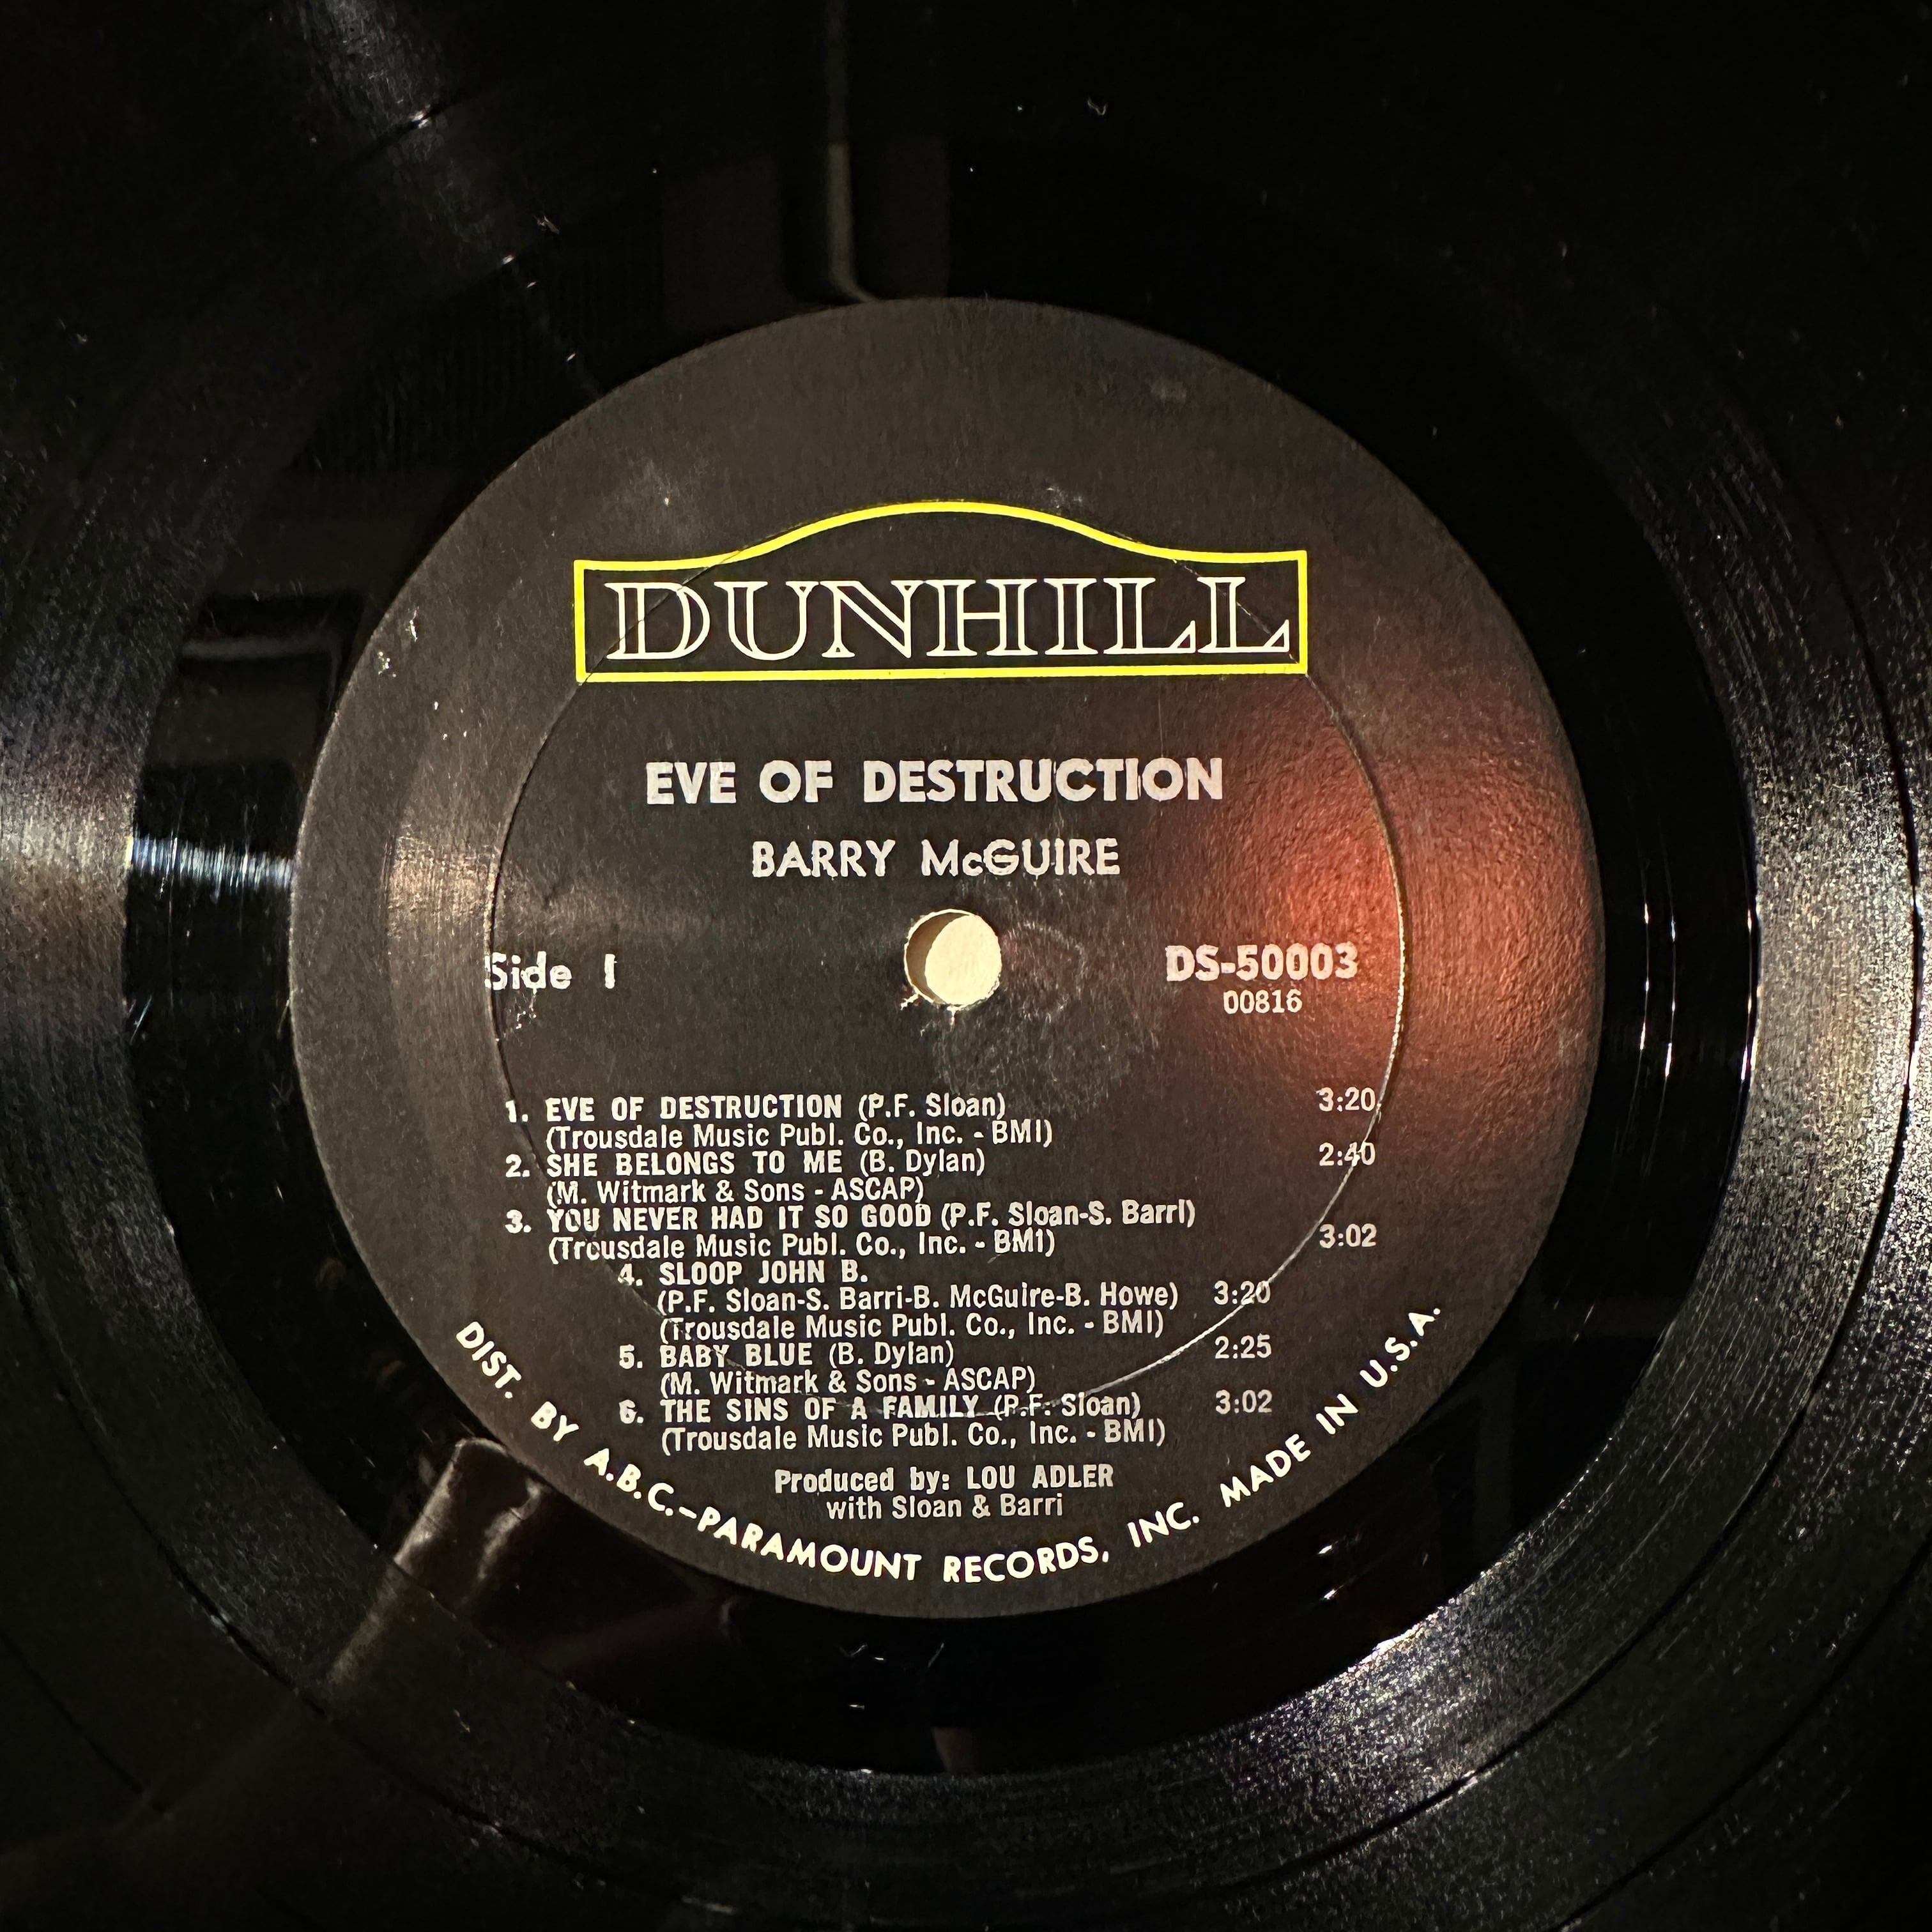 DUNHILL
EVE OF DESTRUCTION
BARRY McGUIRE
Side 1
DS-50003
00816
1. EVE OF DESTRUCTION (P.F. Sloan) 3:20
(Trousdale Music Publ. Co., Inc. - BMI)
2. SHE BELONGS TO ME (B. Dylan) 2:40
(M. Witmark & Sons - ASCAP)
3. YOU NEVER HAD IT SO GOOD (P.F. Sloan-S. Barri)
(Trousdale Music Publ. Co., Inc. - BMI) 3:02
4. SLOOP JOHN B.
(P.F. Sloan-S. Barri-B. McGuire-B. Howe) 3:20
(Trousdale Music Publ. Co., Inc. - BMI)
5. BABY BLUE (B. Dylan) 2:25
(M. Witmark & Sons - ASCAP)
6. THE SINS OF A FAMILY (P.F. Sloan) 3:02
(Trousdale Music Publ. Co., Inc. - BMI)
Produced by: LOU ADLER
with Sloan & Barri
DIST. BY A.B.C.-PARAMOUNT RECORDS, INC. MADE IN U.S.A.